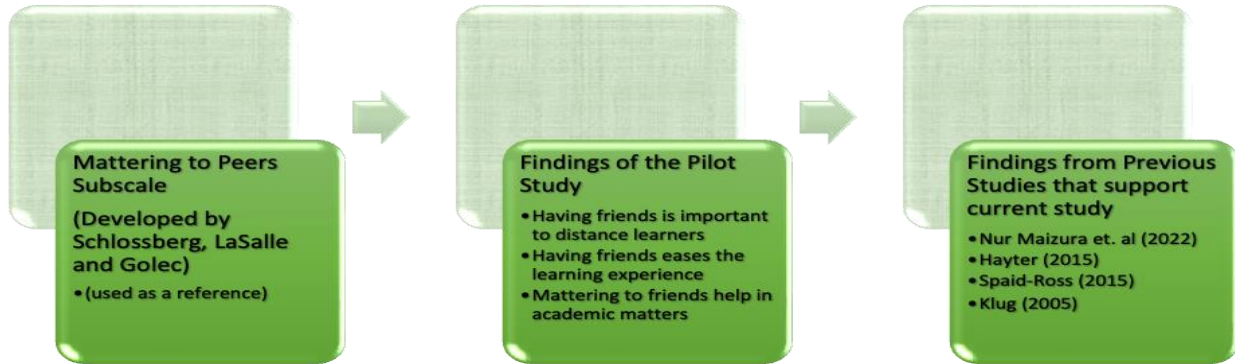 Mattering to Peers
Subscale
(Developed by
Schlossberg, LaSalle
and Golec)
•(used as a reference)
Findings of the Pilot
Study
•Having friends is important
to distance learners
•Having friends eases the
learning experience
•Mattering to friends help in
academic matters
Findings from Previous
Studies that support
current study
•Nur Maizura et. al (2022)
•Hayter (2015)
•Spaid-Ross (2015)
•Klug (2005)